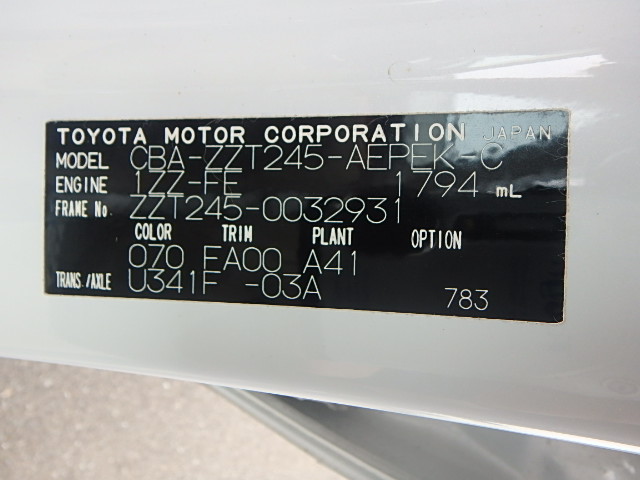 TOYOTA MOTOR CORPORATION JAPAN
MODEL CBA-ZZT245-AEPEK-C
ENGINE 1ZZ-FE 1794 mL
FRAME No. ZZT245-0032931
COLOR TRIM PLANT OPTION
070 FA00 A41
TRANS./AXLE U341F -03A
783